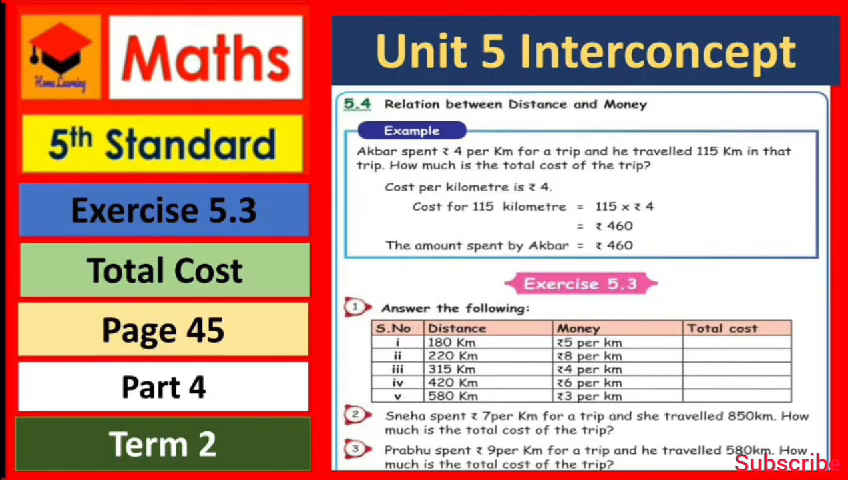 Home Learning
Maths
5th Standard
Exercise 5.3
Total Cost
Page 45
Part 4
Term 2
Unit 5 Interconcept
5.4 Relation between Distance and Money
Example
Akbar spent ₹ 4 per Km for a trip and he travelled 115 Km in that
trip. How much is the total cost of the trip?
Cost per kilometre is ₹ 4.
Cost for 115 kilometre = 115 x ₹ 4
= ₹ 460
The amount spent by Akbar = ₹ 460
Exercise 5.3
1 Answer the following:
S.No Distance Money Total cost
i 180 Km ₹5 per km
ii 220 Km ₹8 per km
iii 315 Km ₹4 per km
iv 420 Km ₹6 per km
v 580 Km ₹3 per km
2 Sneha spent ₹ 7per Km for a trip and she travelled 850km. How
much is the total cost of the trip?
3 Prabhu spent ₹ 9per Km for a trip and he travelled 580km. How
much is the total cost of the trip?
Subscribe